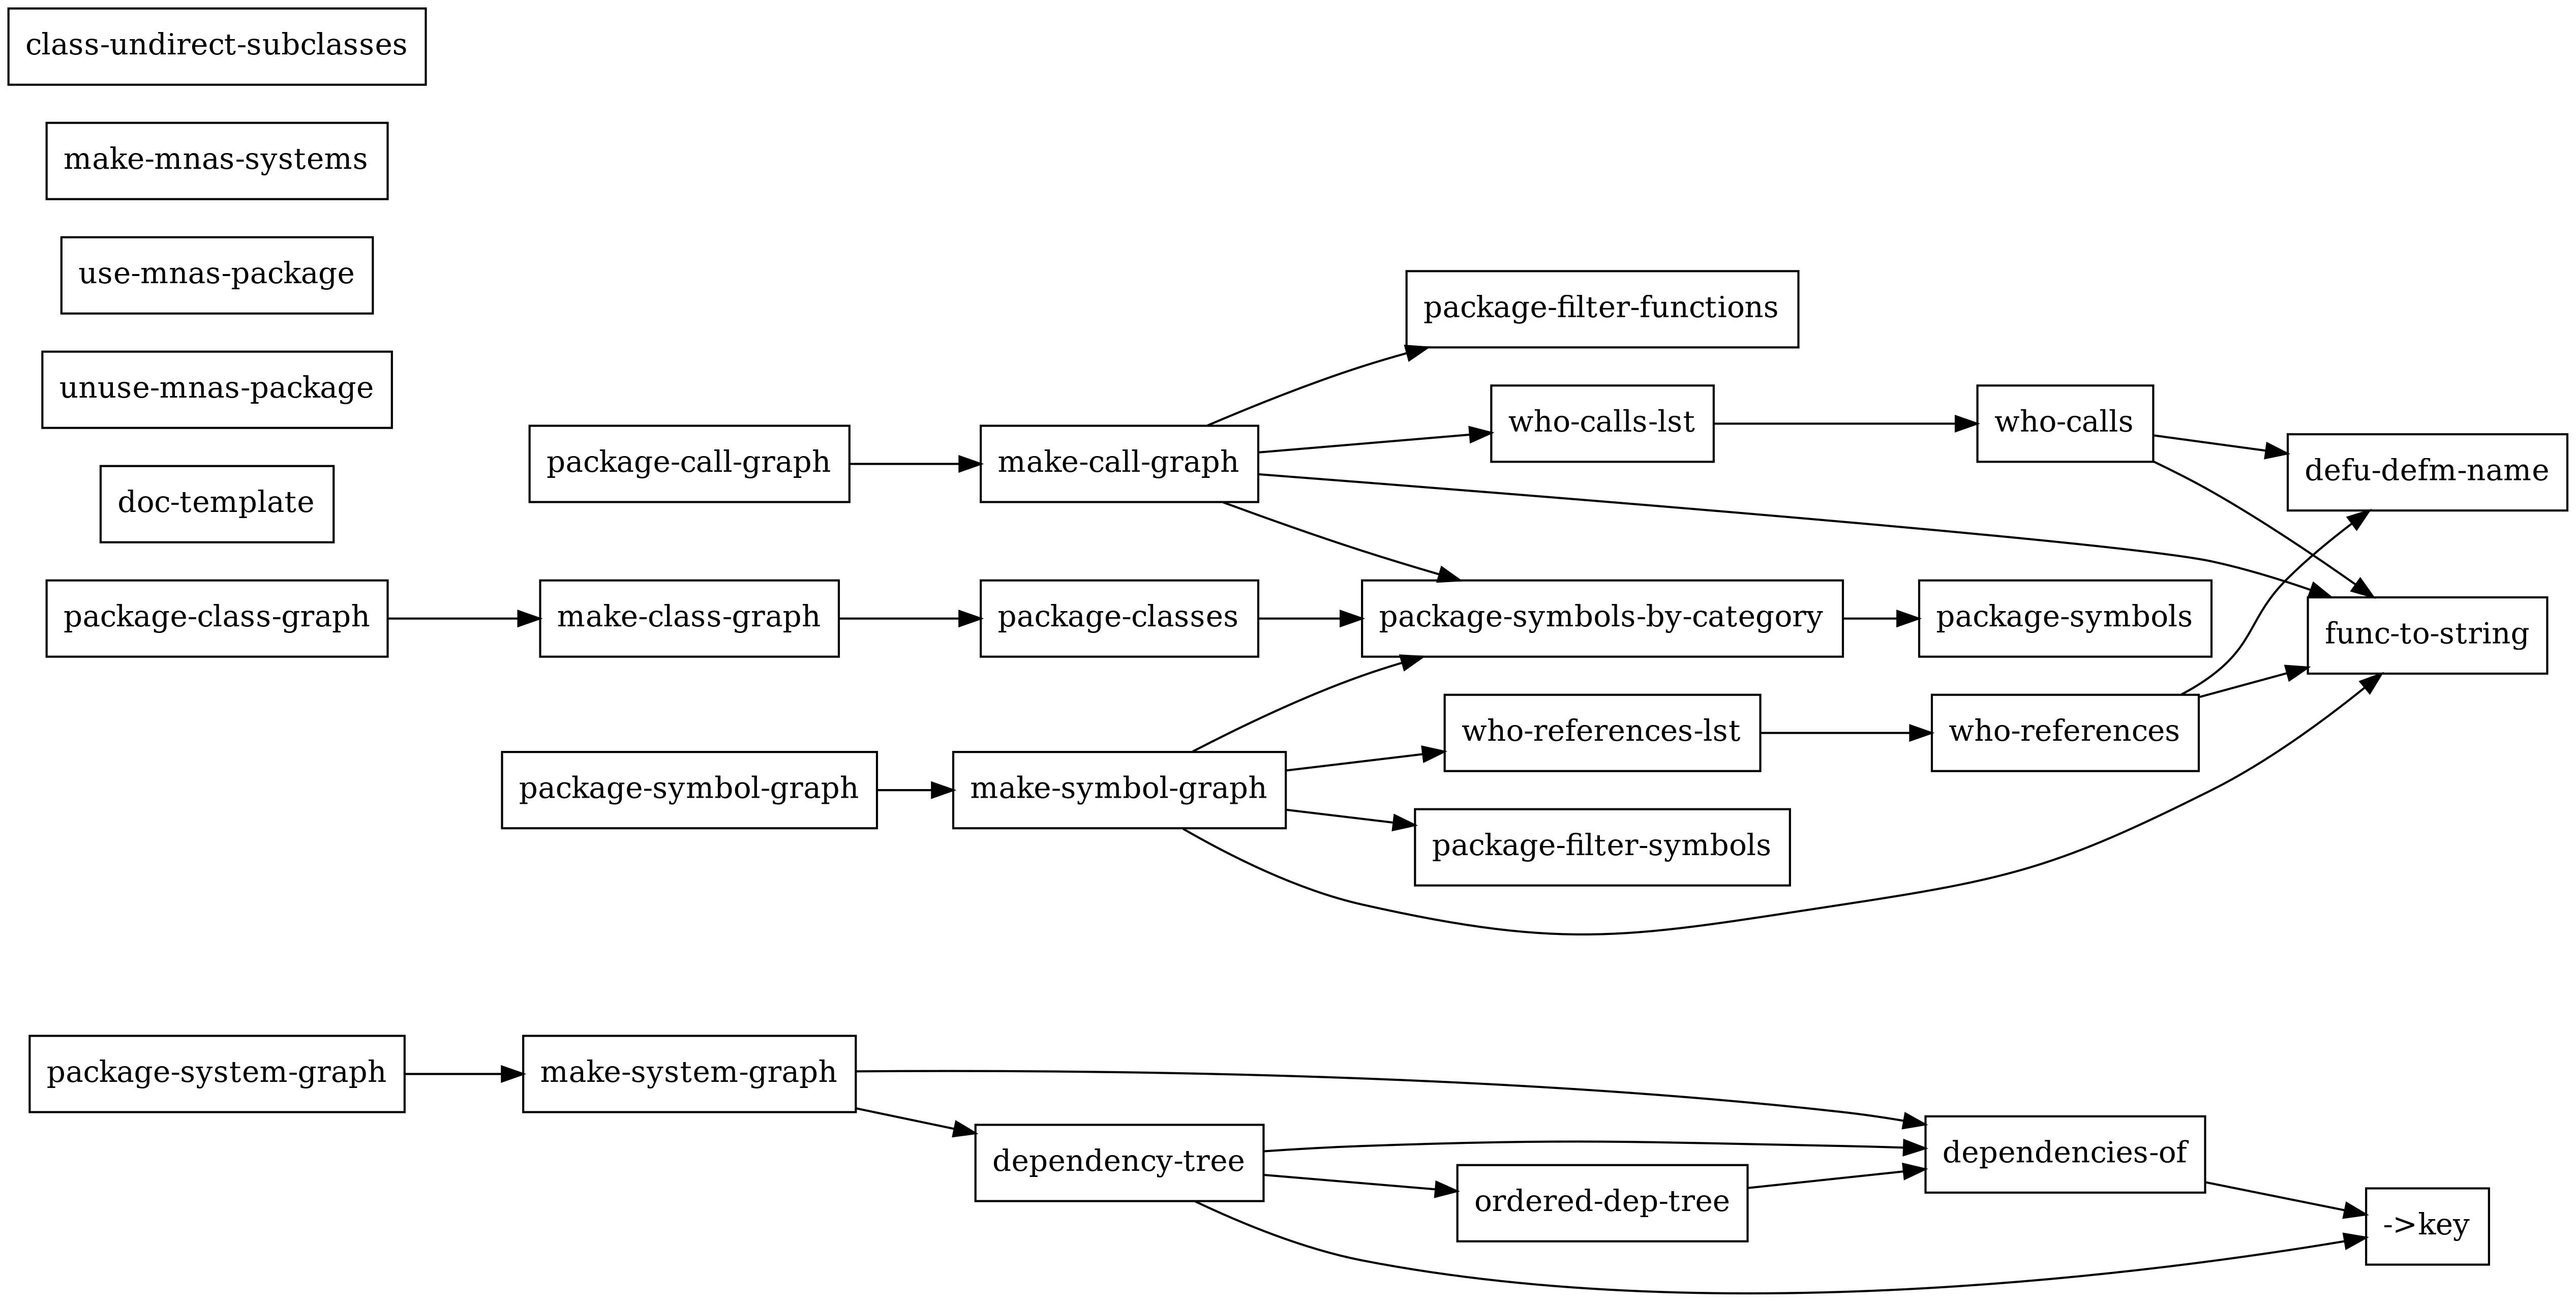 class-undirect-subclasses
make-mnas-systems
use-mnas-package
unuse-mnas-package
doc-template
package-class-graph
make-class-graph
package-classes
package-symbols-by-category
package-symbols
package-call-graph
make-call-graph
package-filter-functions
who-calls-lst
who-calls
defu-defm-name
func-to-string
package-symbol-graph
make-symbol-graph
who-references-lst
who-references
package-filter-symbols
package-system-graph
make-system-graph
dependency-tree
ordered-dep-tree
dependencies-of
->key